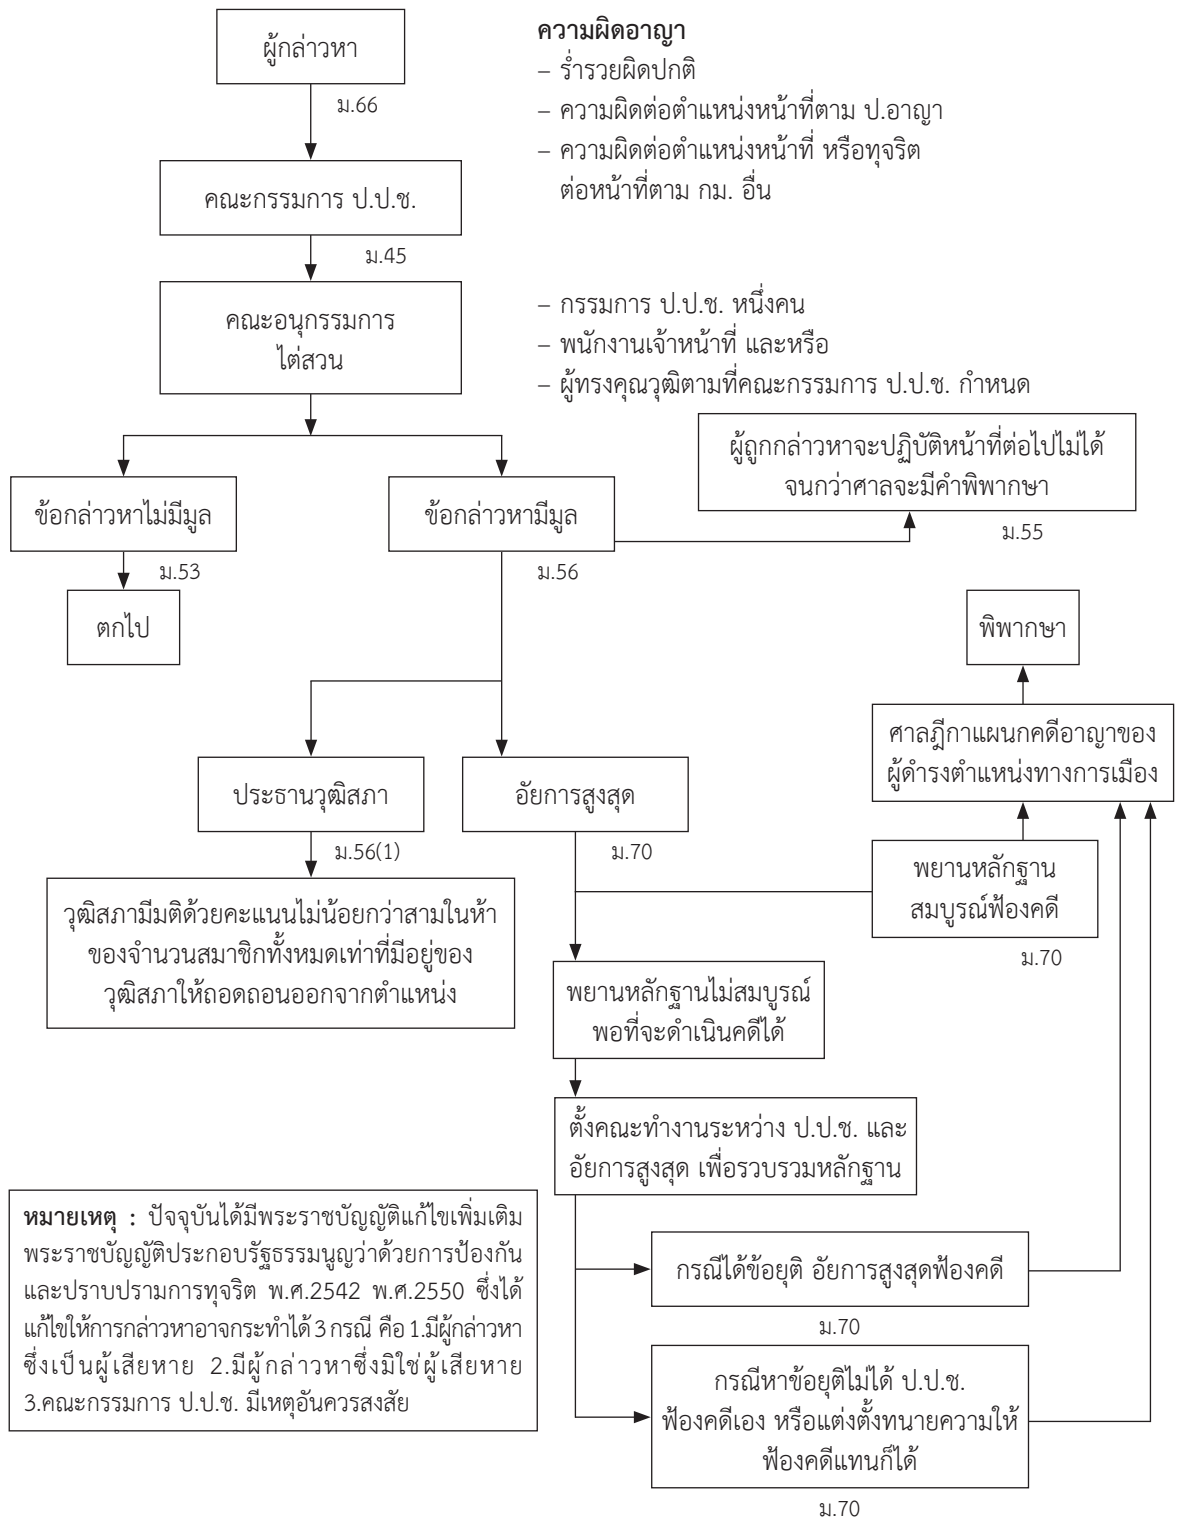 ผู้กล่าวหา
ม.66
ความผิดอาญา
– ร่ำรวยผิดปกติ
– ความผิดต่อตำแหน่งหน้าที่ตาม ป.อาญา
– ความผิดต่อตำแหน่งหน้าที่ หรือทุจริต
ต่อหน้าที่ตาม กม. อื่น
คณะกรรมการ ป.ป.ช.
ม.45
คณะอนุกรรมการ
ไต่สวน
– กรรมการ ป.ป.ช. หนึ่งคน
– พนักงานเจ้าหน้าที่ และหรือ
– ผู้ทรงคุณวุฒิตามที่คณะกรรมการ ป.ป.ช. กำหนด
ผู้ถูกกล่าวหาจะปฏิบัติหน้าที่ต่อไปไม่ได้
จนกว่าศาลจะมีคำพิพากษา
ม.55
ข้อกล่าวหาไม่มีมูล
ม.53
ข้อกล่าวหามีมูล
ม.56
ตกไป
พิพากษา
ศาลฎีกาแผนกคดีอาญาของ
ผู้ดำรงตำแหน่งทางการเมือง
ประธานวุฒิสภา
ม.56(1)
อัยการสูงสุด
ม.70
พยานหลักฐาน
สมบูรณ์ฟ้องคดี
ม.70
วุฒิสภามีมติด้วยคะแนนไม่น้อยกว่าสามในห้า
ของจำนวนสมาชิกทั้งหมดเท่าที่มีอยู่ของ
วุฒิสภาให้ถอดถอนออกจากตำแหน่ง
พยานหลักฐานไม่สมบูรณ์
พอที่จะดำเนินคดีได้
ตั้งคณะทำงานระหว่าง ป.ป.ช. และ
อัยการสูงสุด เพื่อรวบรวมหลักฐาน
หมายเหตุ : ปัจจุบันได้มีพระราชบัญญัติแก้ไขเพิ่มเติม
พระราชบัญญัติประกอบรัฐธรรมนูญว่าด้วยการป้องกัน
และปราบปรามการทุจริต พ.ศ.2542 พ.ศ.2550 ซึ่งได้
แก้ไขให้การกล่าวหาอาจกระทำได้ 3 กรณี คือ 1.มีผู้กล่าวหา
ซึ่งเป็นผู้เสียหาย 2.มีผู้กล่าวหาซึ่งมิใช่ผู้เสียหาย
3.คณะกรรมการ ป.ป.ช. มีเหตุอันควรสงสัย
กรณีได้ข้อยุติ อัยการสูงสุดฟ้องคดี
ม.70
กรณีหาข้อยุติไม่ได้ ป.ป.ช.
ฟ้องคดีเอง หรือแต่งตั้งทนายความให้
ฟ้องคดีแทนก็ได้
ม.70